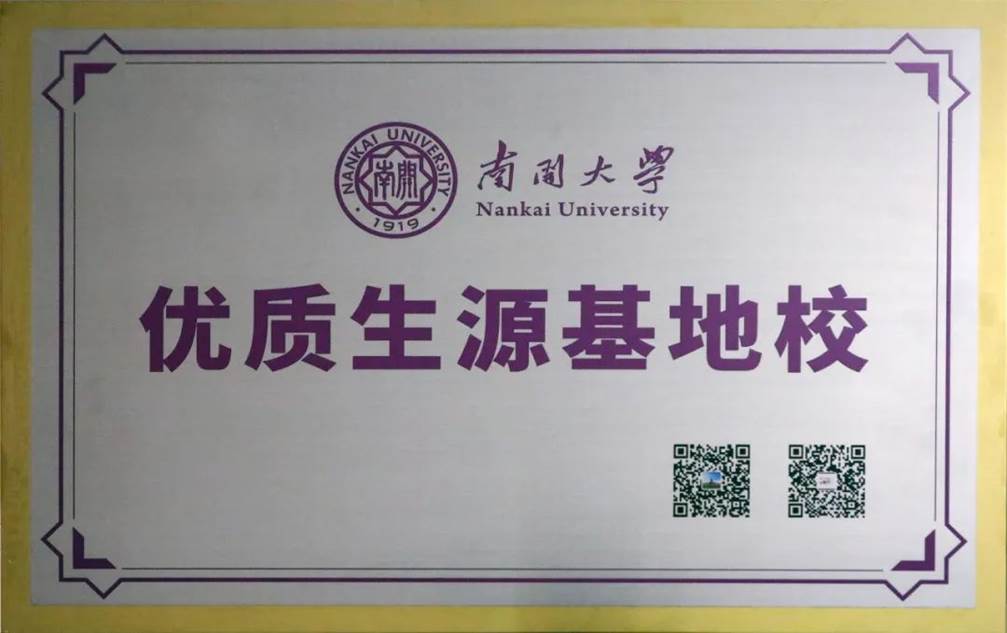 NANKAI UNIVERSITY
南開
· 1919 ·
南開大學
Nankai University
优质生源基地校